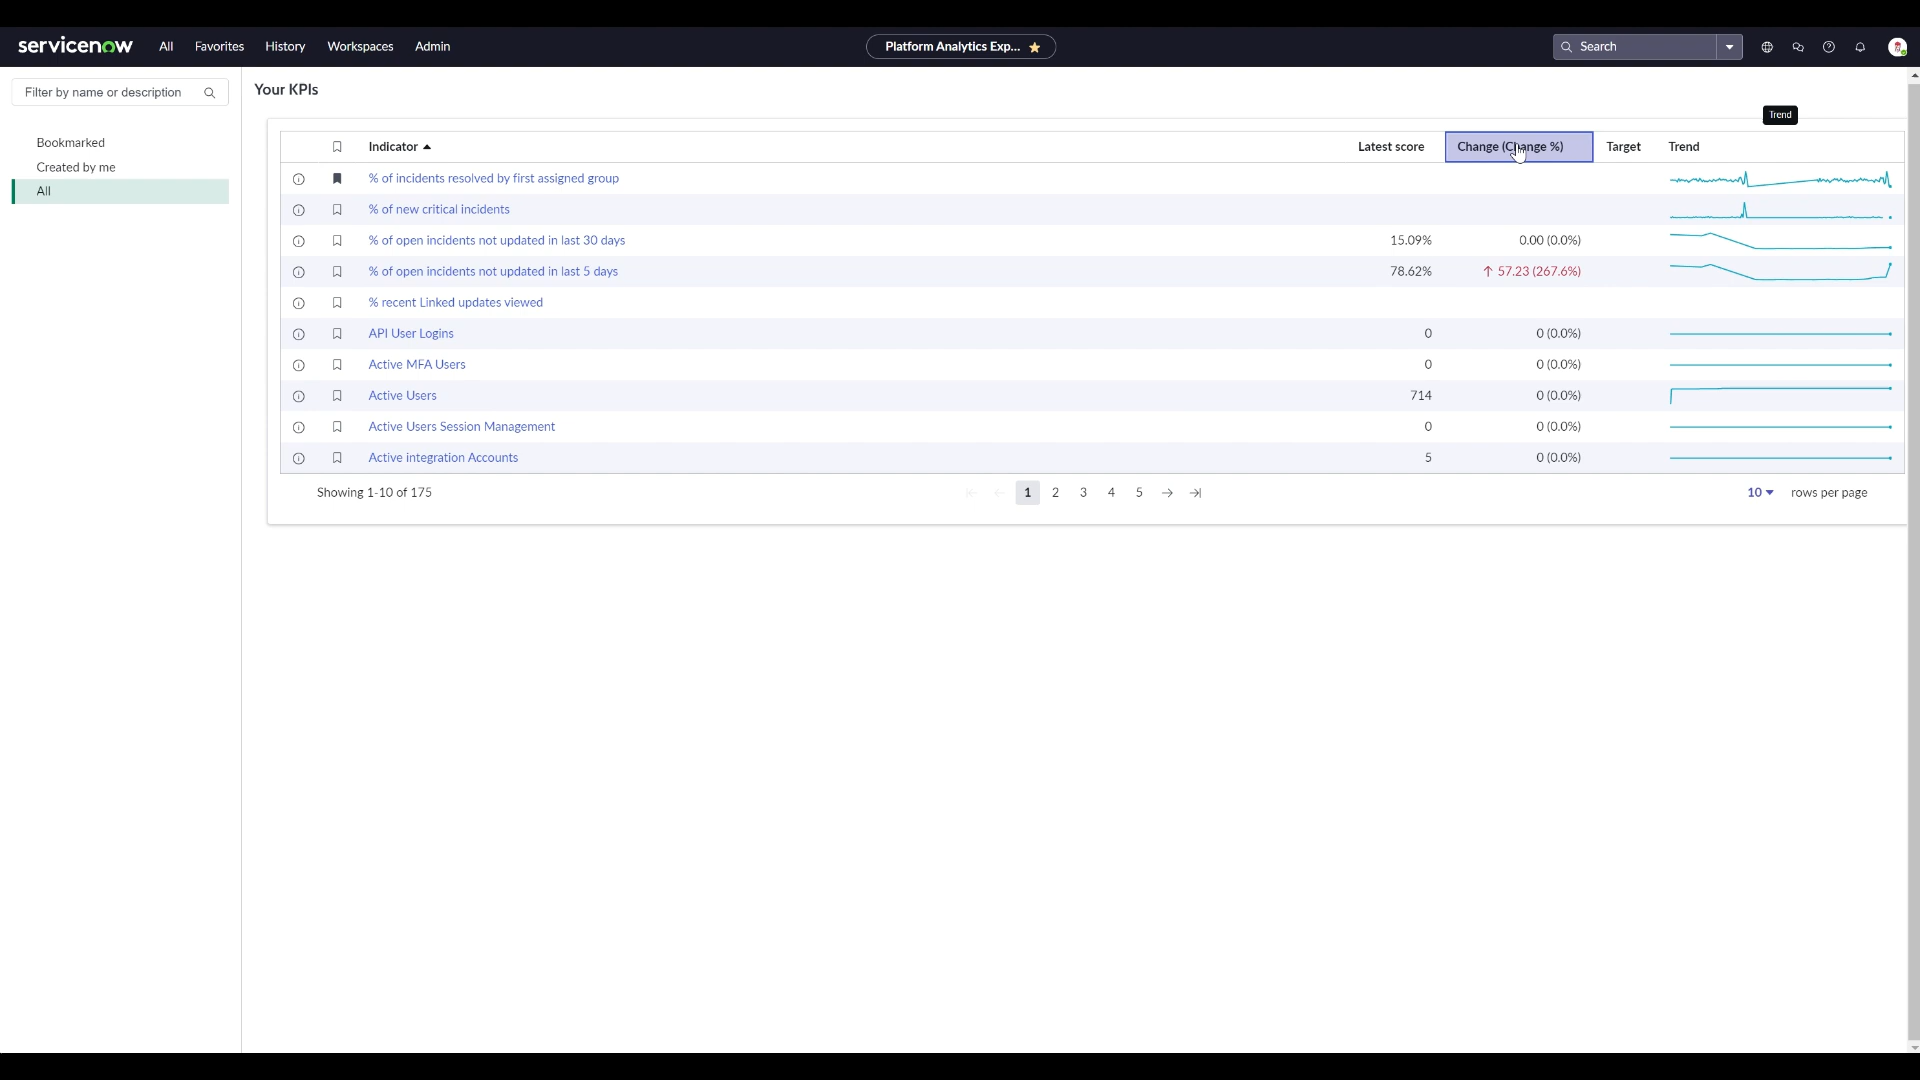 servicenow All Favorites History Workspaces Admin Platform Analytics Exp... Search
Filter by name or description
Your KPIs
Bookmarked
Created by me
All
Trend
Indicator Latest score Change (Change %) Target Trend
% of incidents resolved by first assigned group
% of new critical incidents
% of open incidents not updated in last 30 days 15.09% 0.00 (0.0%)
% of open incidents not updated in last 5 days 78.62% ↑ 57.23 (267.6%)
% recent Linked updates viewed
API User Logins 0 0 (0.0%)
Active MFA Users 0 0 (0.0%)
Active Users 714 0 (0.0%)
Active Users Session Management 0 0 (0.0%)
Active integration Accounts 5 0 (0.0%)
Showing 1-10 of 175 1 2 3 4 5 10 rows per page